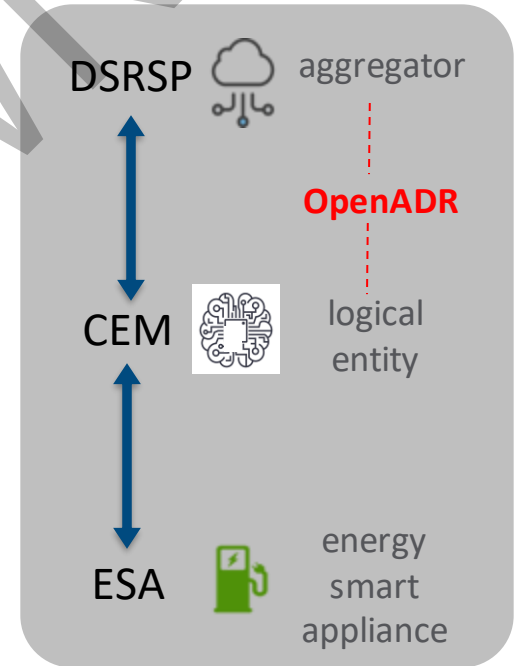 DSRSP
aggregator
OpenADR
CEM
logical
entity
ESA
energy
smart
appliance